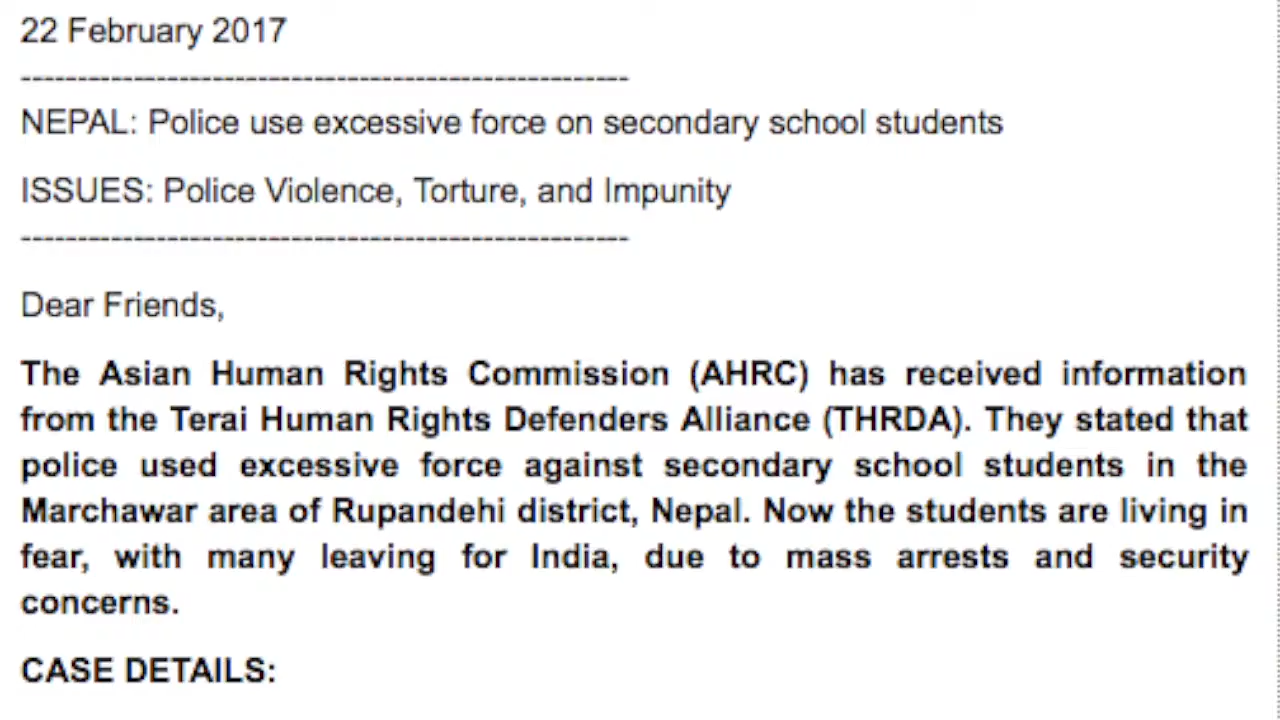 22 February 2017
------------------------------------------------------
NEPAL: Police use excessive force on secondary school students
ISSUES: Police Violence, Torture, and Impunity
------------------------------------------------------
Dear Friends,
The Asian Human Rights Commission (AHRC) has received information
from the Terai Human Rights Defenders Alliance (THRDA). They stated that
police used excessive force against secondary school students in the
Marchawar area of Rupandehi district, Nepal. Now the students are living in
fear, with many leaving for India, due to mass arrests and security
concerns.
CASE DETAILS: